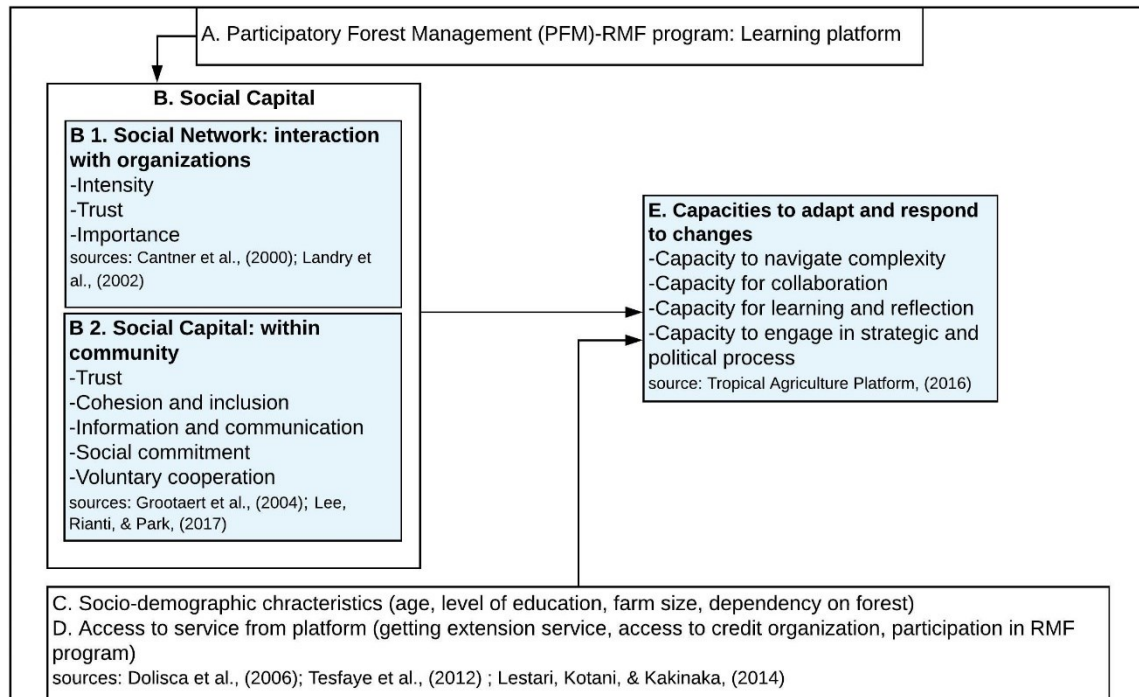 A. Participatory Forest Management (PFM)-RMF program: Learning platform
B. Social Capital
B 1. Social Network: interaction
with organizations
-Intensity
-Trust
-Importance
sources: Cantner et al., (2000); Landry et
al., (2002)
B 2. Social Capital: within
community
-Trust
-Cohesion and inclusion
-Information and communication
-Social commitment
-Voluntary cooperation
sources: Grootaert et al., (2004); Lee,
Rianti, & Park, (2017)
E. Capacities to adapt and respond
to changes
-Capacity to navigate complexity
-Capacity for collaboration
-Capacity for learning and reflection
-Capacity to engage in strategic and
political process
source: Tropical Agriculture Platform, (2016)
C. Socio-demographic chracteristics (age, level of education, farm size, dependency on forest)
D. Access to service from platform (getting extension service, access to credit organization, participation in RMF
program)
sources: Dolisca et al., (2006); Tesfaye et al., (2012) ; Lestari, Kotani, & Kakinaka, (2014)